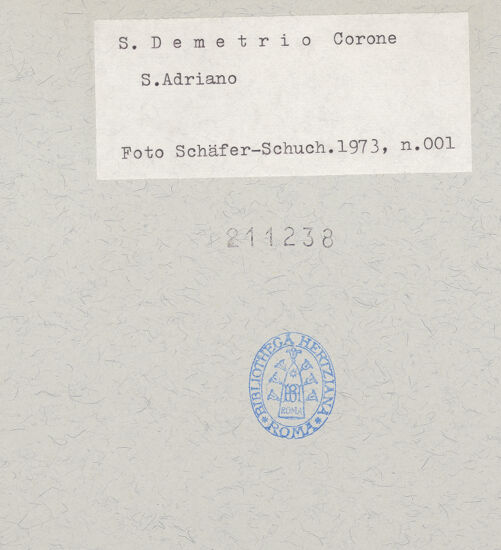 S. D e m e t r i o Corone
S.Adriano
Foto Schäfer-Schuch.1973, n.001
211238
BIBLIOTHECA HERTZIANA
ROMA
ROMA